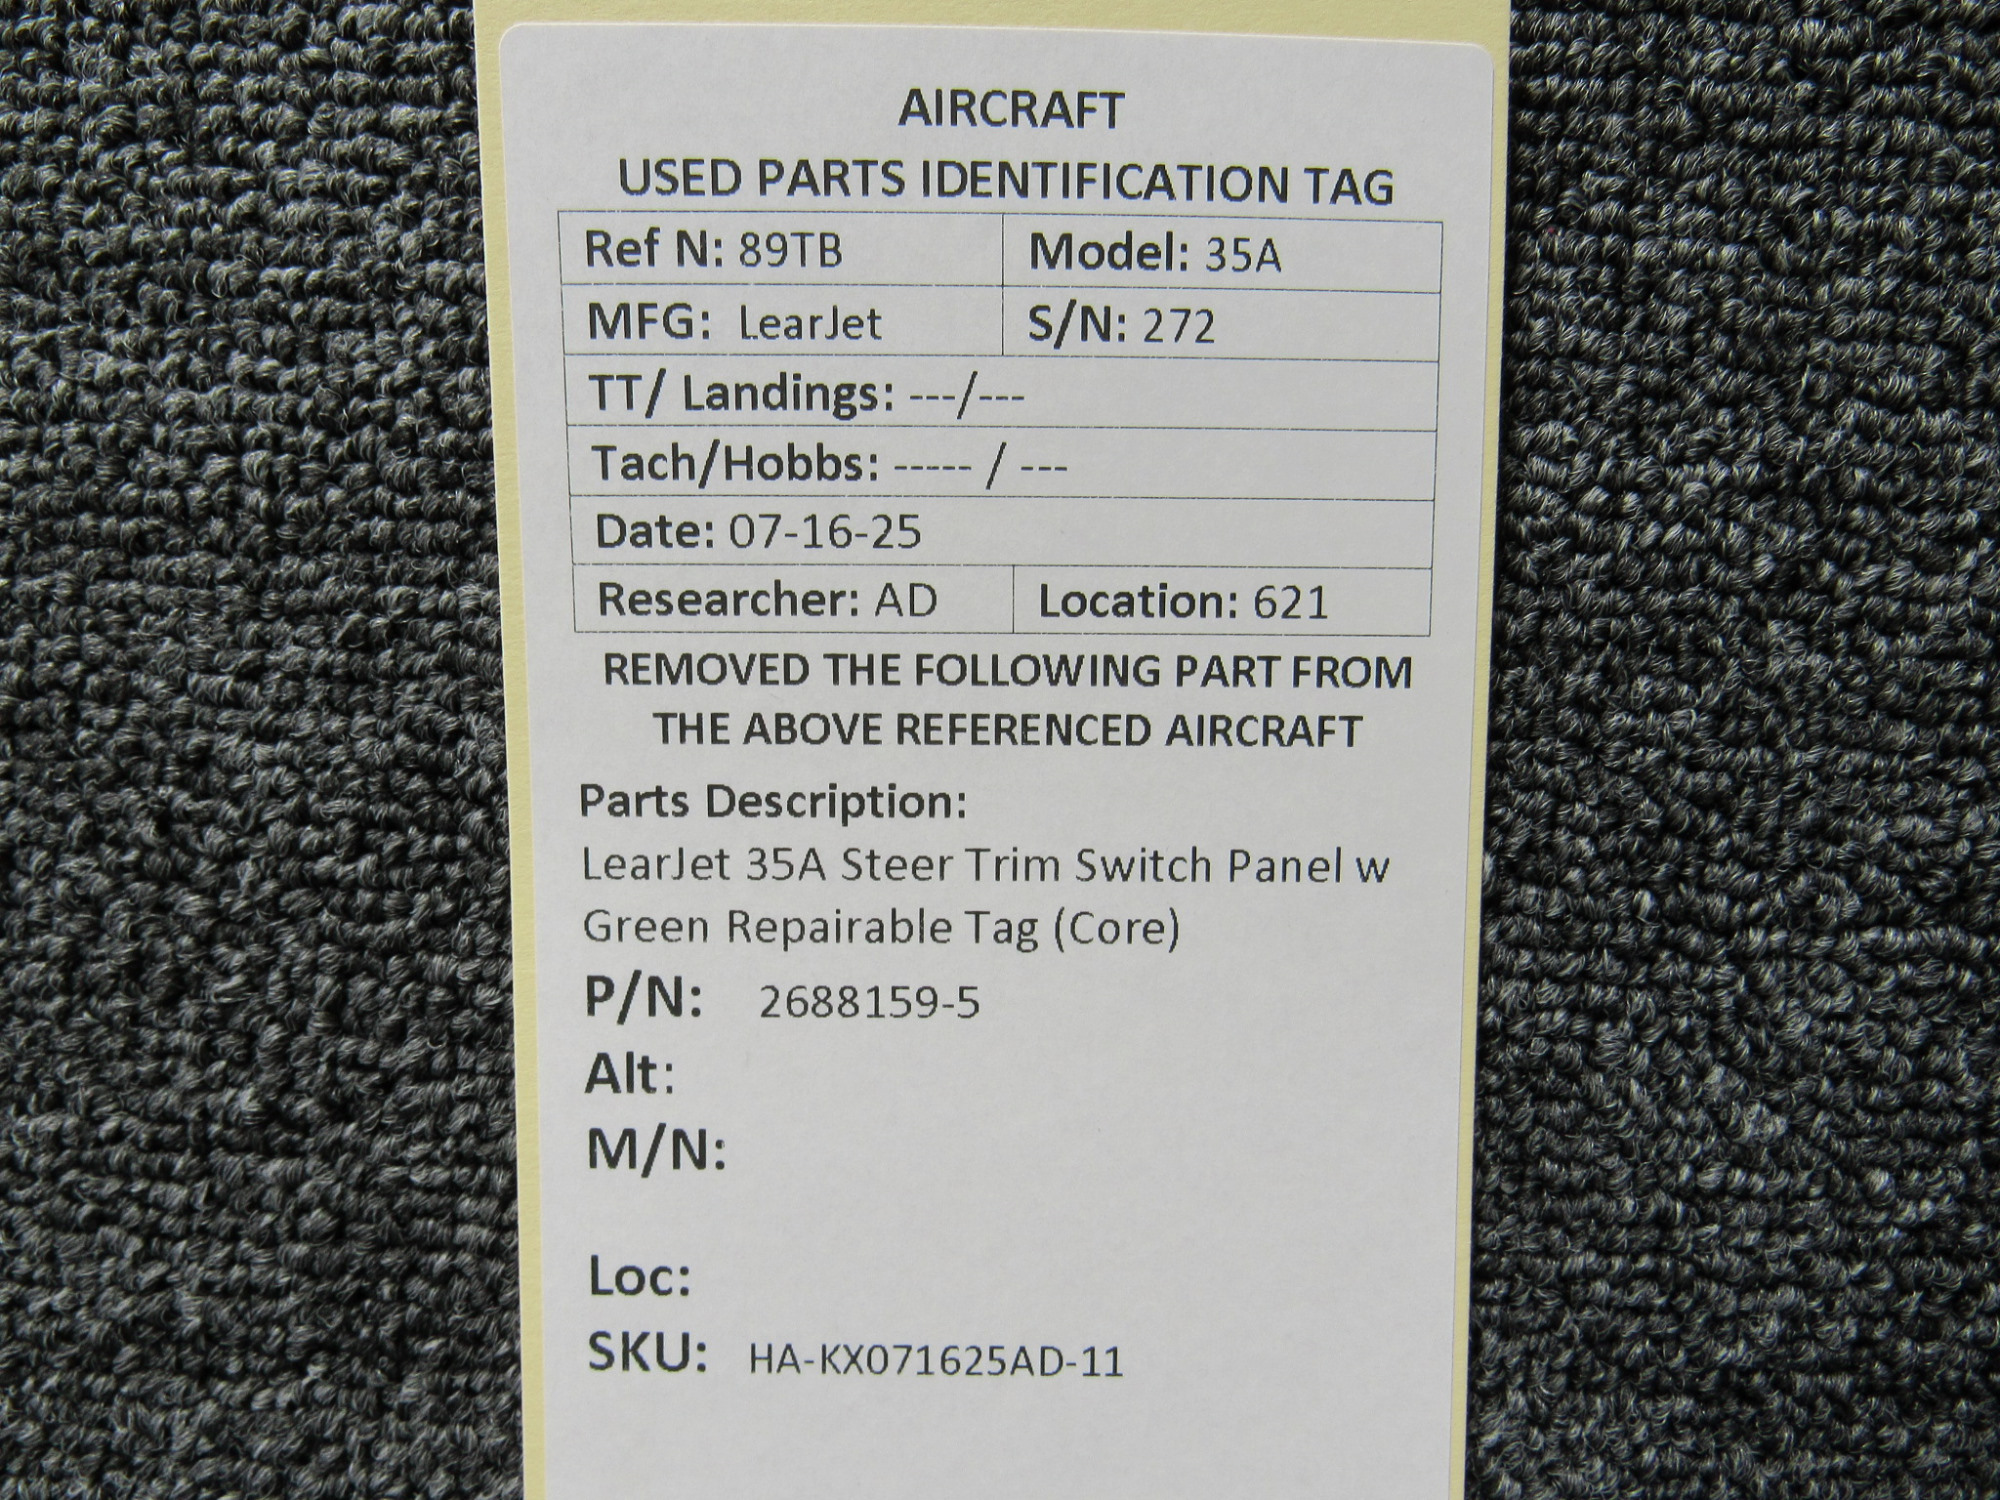 AIRCRAFT
USED PARTS IDENTIFICATION TAG
Ref N: 89TB Model: 35A
MFG: LearJet S/N: 272
TT/ Landings: ---/---
Tach/Hobbs: ----- / ---
Date: 07-16-25
Researcher: AD Location: 621
REMOVED THE FOLLOWING PART FROM
THE ABOVE REFERENCED AIRCRAFT
Parts Description:
LearJet 35A Steer Trim Switch Panel w
Green Repairable Tag (Core)
P/N: 2688159-5
Alt:
M/N:
Loc:
SKU: HA-KX071625AD-11